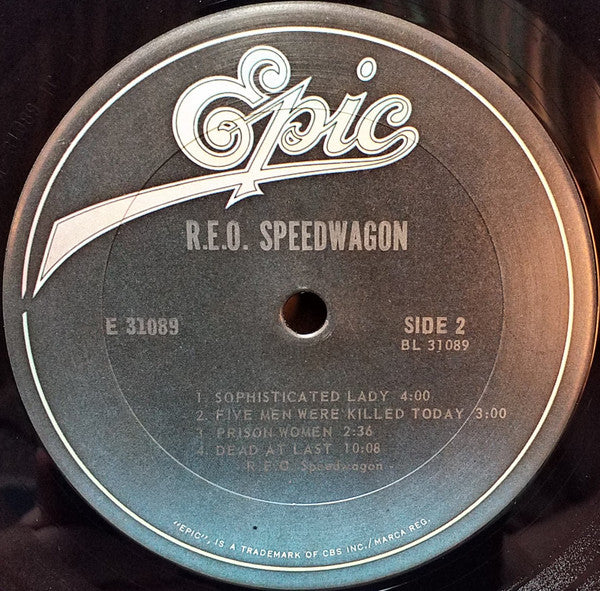 Epic
R.E.O. SPEEDWAGON
E 31089
SIDE 2
BL 31089
1. SOPHISTICATED LADY 4:00
2. FIVE MEN WERE KILLED TODAY 3:00
3. PRISON WOMEN 2:36
4. DEAD AT LAST 10:08
- R.E.O. Speedwagon -
"EPIC", IS A TRADEMARK OF CBS INC./MARCA REG.